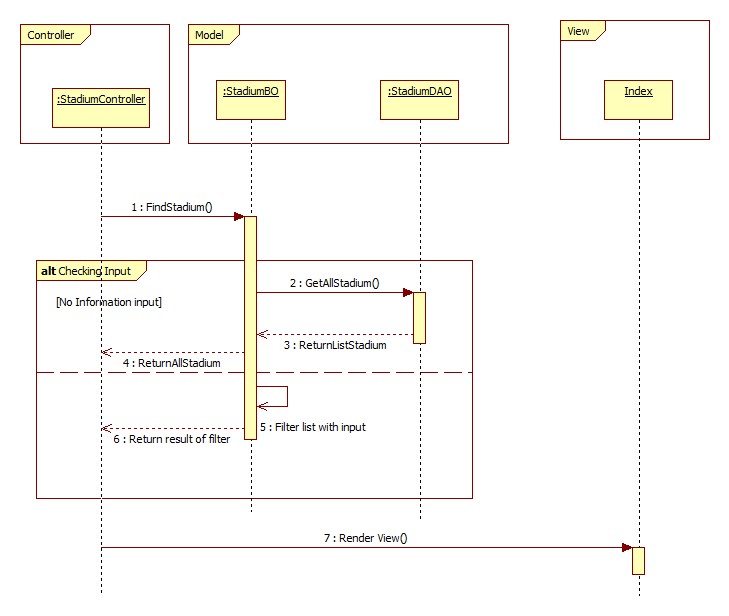 Controller
Model
View
:StadiumController
:StadiumBO
:StadiumDAO
Index
1 : FindStadium()
alt Checking Input
2 : GetAllStadium()
[No Information input]
3 : ReturnListStadium
4 : ReturnAllStadium
5 : Filter list with input
6 : Return result of filter
7 : Render View()